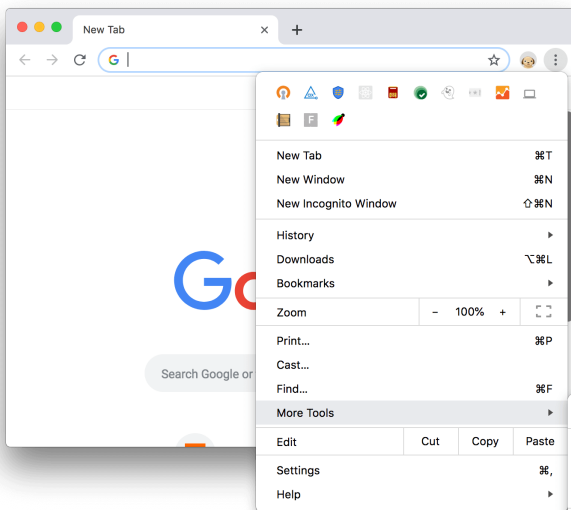 New Tab
New Tab ⌘T
New Window ⌘N
New Incognito Window ⇧⌘N
History
Downloads ⌥⌘L
Bookmarks
Zoom - 100% +
Print... ⌘P
Cast...
Search Google or
Find... ⌘F
More Tools
Edit Cut Copy Paste
Settings ⌘,
Help